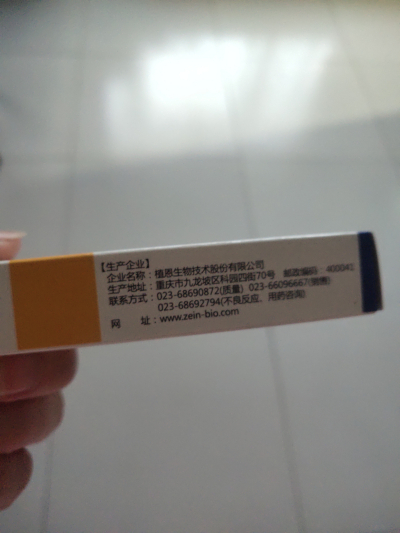 【生产企业】
企业名称：植恩生物技术股份有限公司
生产地址：重庆市九龙坡区科园四街70号 邮政编码：400041
联系方式：023-68690872(质量) 023-66096667(销售)
023-68692794(不良反应、用药咨询)
网 址：www.zein-bio.com